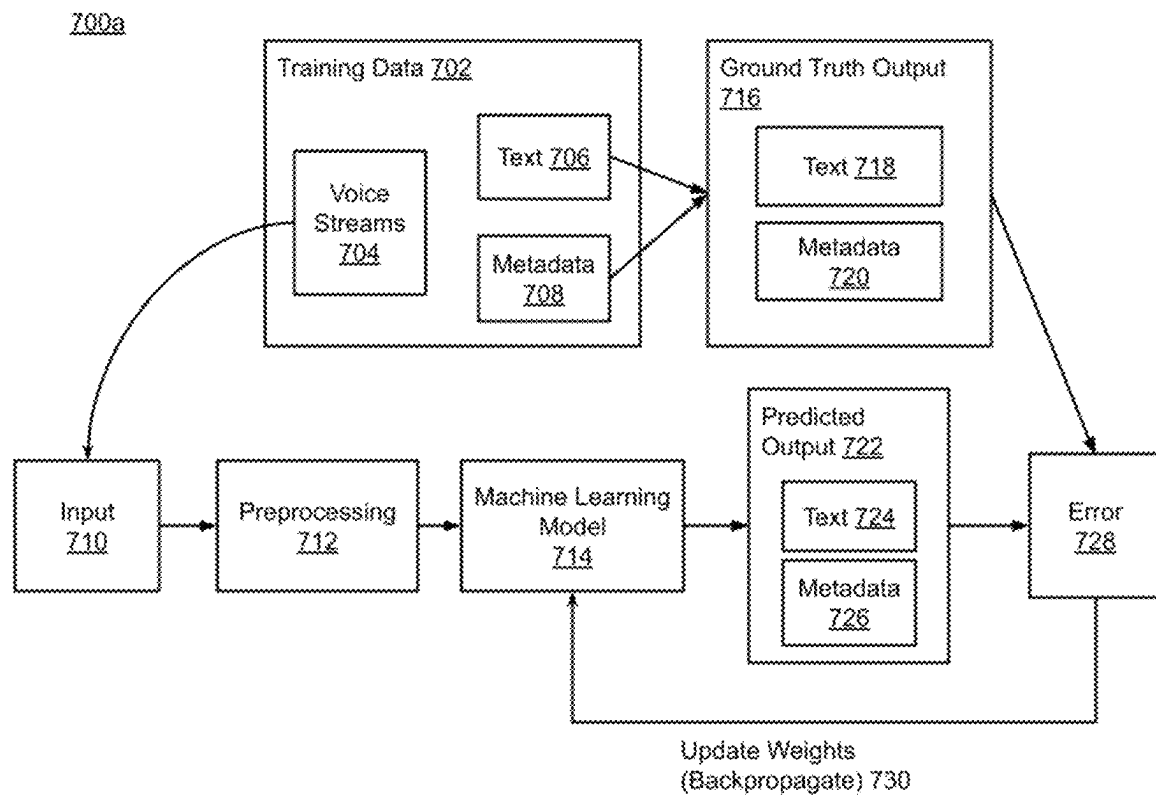 700a
Training Data 702
Voice
Streams
704
Text 706
Metadata
708
Ground Truth Output
716
Text 718
Metadata
720
Input
710
Preprocessing
712
Machine Learning
Model
714
Predicted
Output 722
Text 724
Metadata
726
Error
728
Update Weights
(Backpropagate) 730